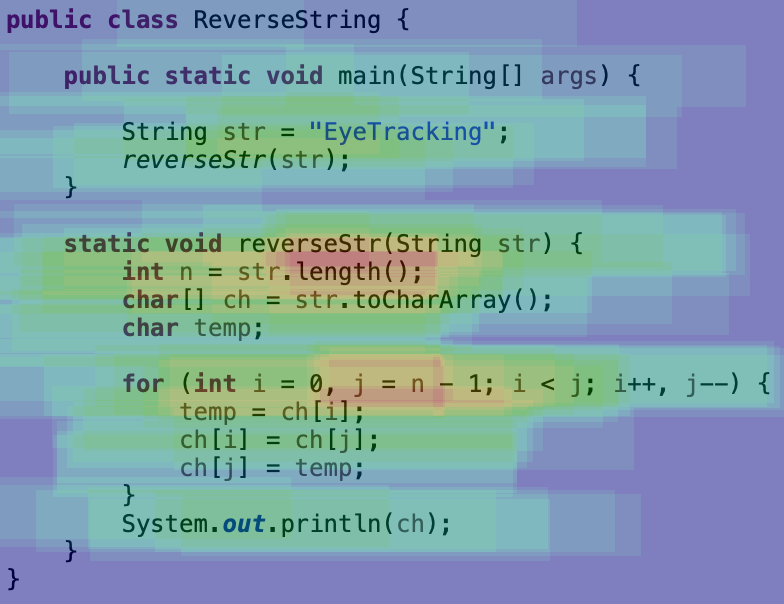 public class ReverseString {
public static void main(String[] args) {
String str = "EyeTracking";
reverseStr(str);
}
static void reverseStr(String str) {
int n = str.length();
char[] ch = str.toCharArray();
char temp;
for (int i = 0, j = n - 1; i < j; i++, j--) {
temp = ch[i];
ch[i] = ch[j];
ch[j] = temp;
}
System.out.println(ch);
}
}